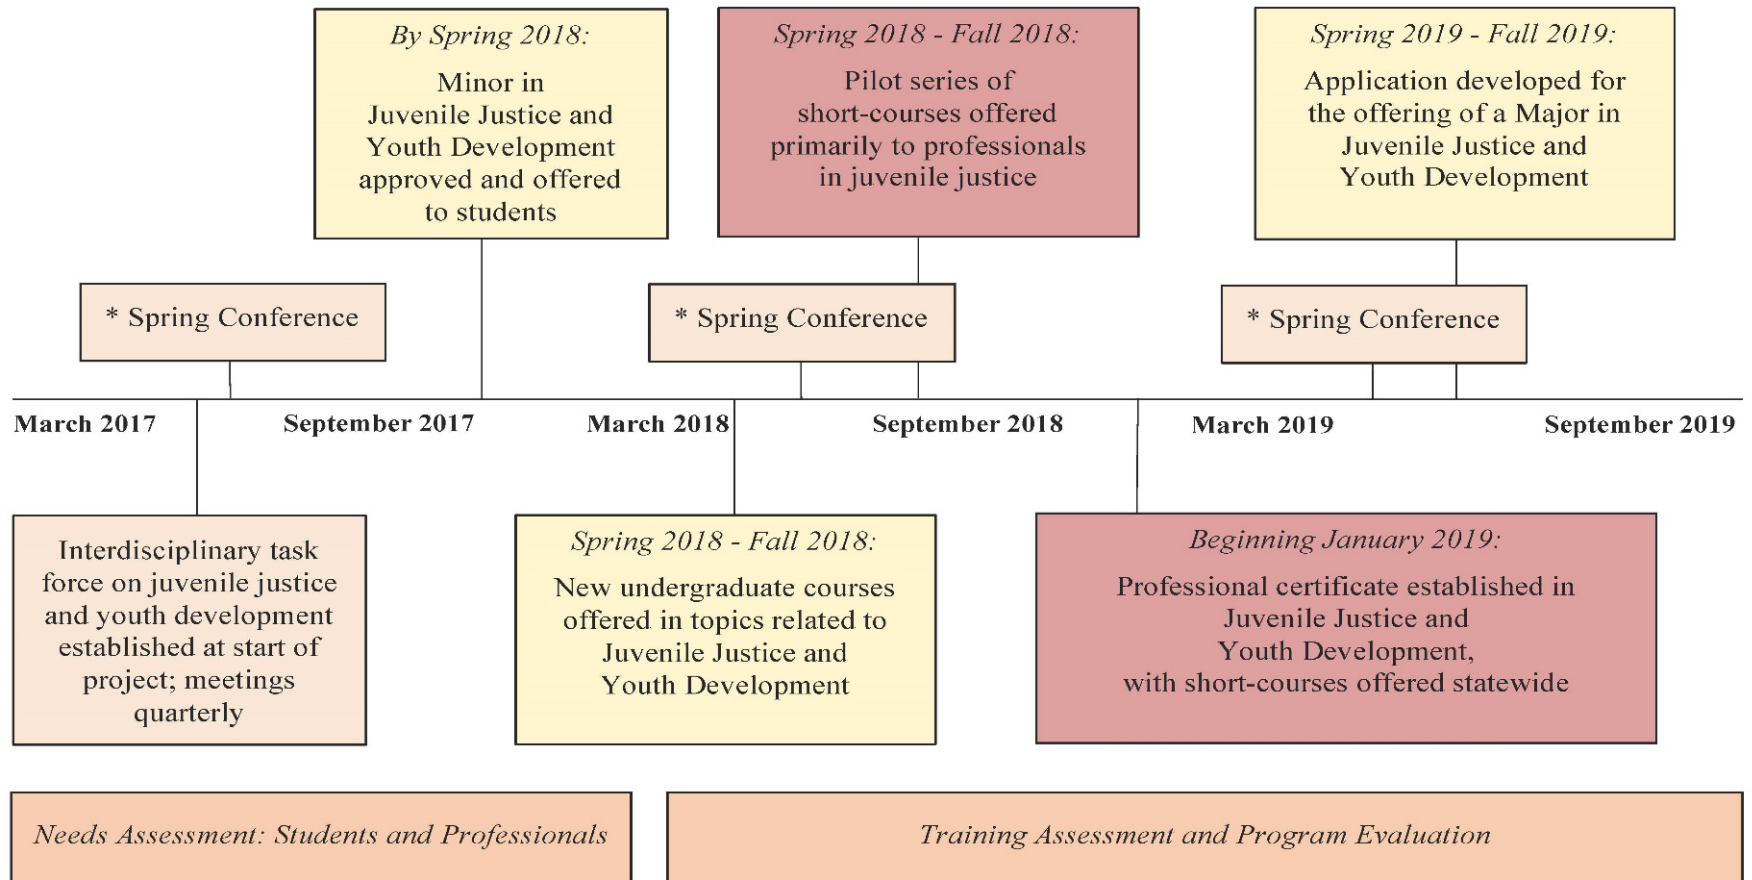 By Spring 2018:
Minor in
Juvenile Justice and
Youth Development
approved and offered
to students
Spring 2018 - Fall 2018:
Pilot series of
short-courses offered
primarily to professionals
in juvenile justice
Spring 2019 - Fall 2019:
Application developed for
the offering of a Major in
Juvenile Justice and
Youth Development
* Spring Conference
* Spring Conference
* Spring Conference
March 2017
September 2017
March 2018
September 2018
March 2019
September 2019
Interdisciplinary task
force on juvenile justice
and youth development
established at start of
project; meetings
quarterly
Spring 2018 - Fall 2018:
New undergraduate courses
offered in topics related to
Juvenile Justice and
Youth Development
Beginning January 2019:
Professional certificate established in
Juvenile Justice and
Youth Development,
with short-courses offered statewide
Needs Assessment: Students and Professionals
Training Assessment and Program Evaluation